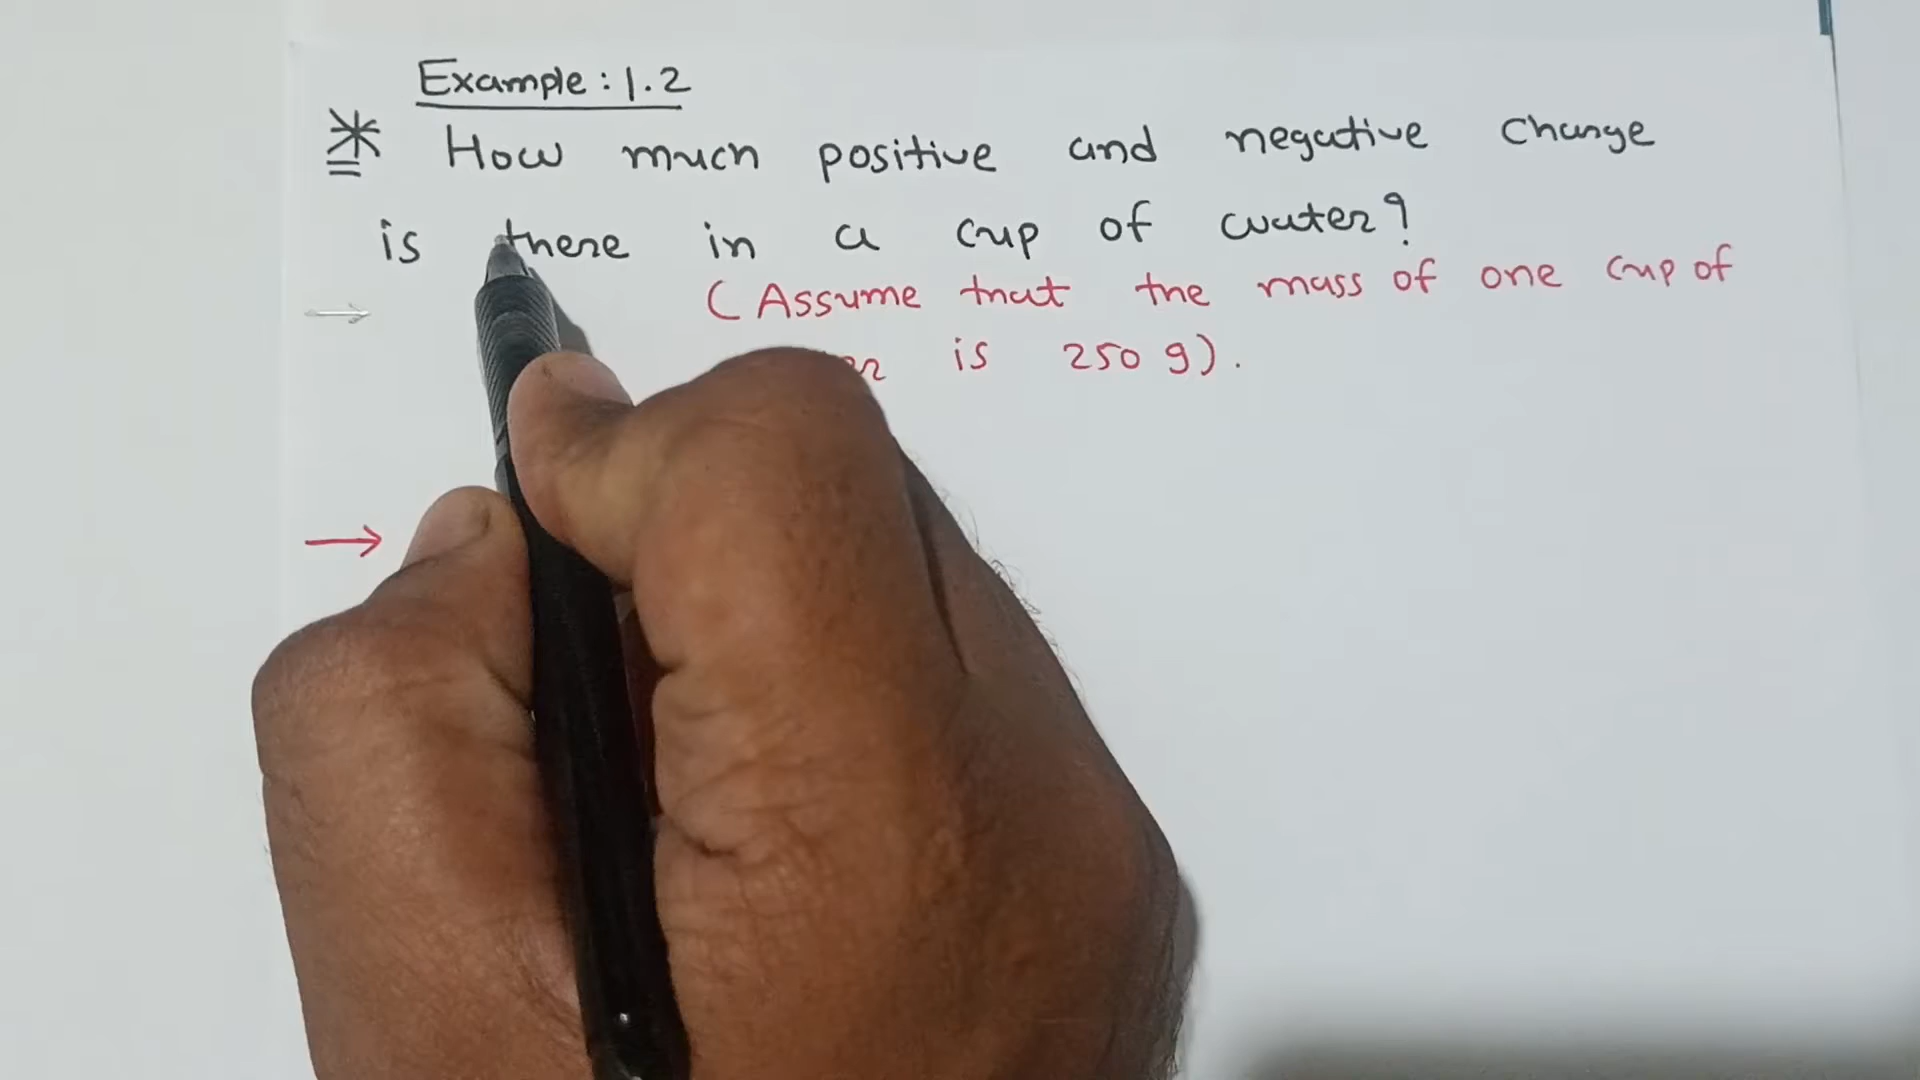 Example : 1.2
* How much positive and negative charge
is there in a cup of water?
(Assume that the mass of one cup of
is 250 g).